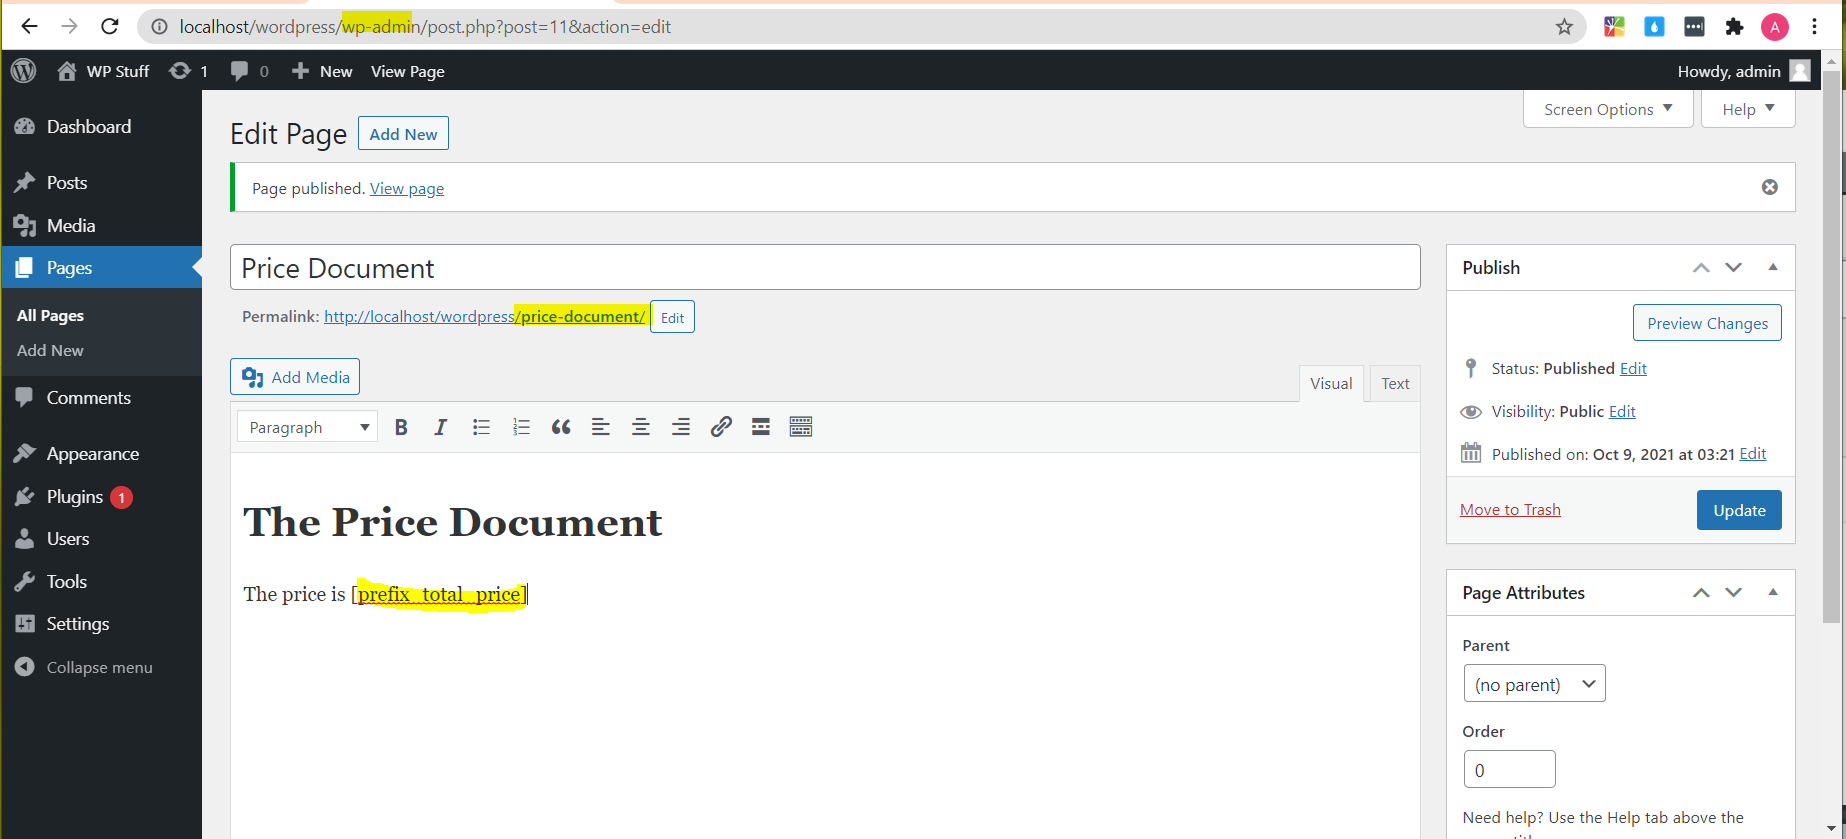 localhost/wordpress/wp-admin/post.php?post=11&action=edit
A
WP Stuff 1 0 New View Page Howdy, admin
Screen Options Help
Dashboard
Posts
Media
Pages
All Pages
Add New
Comments
Appearance
Plugins 1
Users
Tools
Settings
Collapse menu
Edit Page Add New
Page published. View page
Price Document
Permalink: http://localhost/wordpress/price-document/ Edit
Add Media
Visual Text
Paragraph B I
The Price Document
The price is [prefix_total_price]
Publish
Preview Changes
Status: Published Edit
Visibility: Public Edit
Published on: Oct 9, 2021 at 03:21 Edit
Move to Trash Update
Page Attributes
Parent
(no parent)
Order
0
Need help? Use the Help tab above the